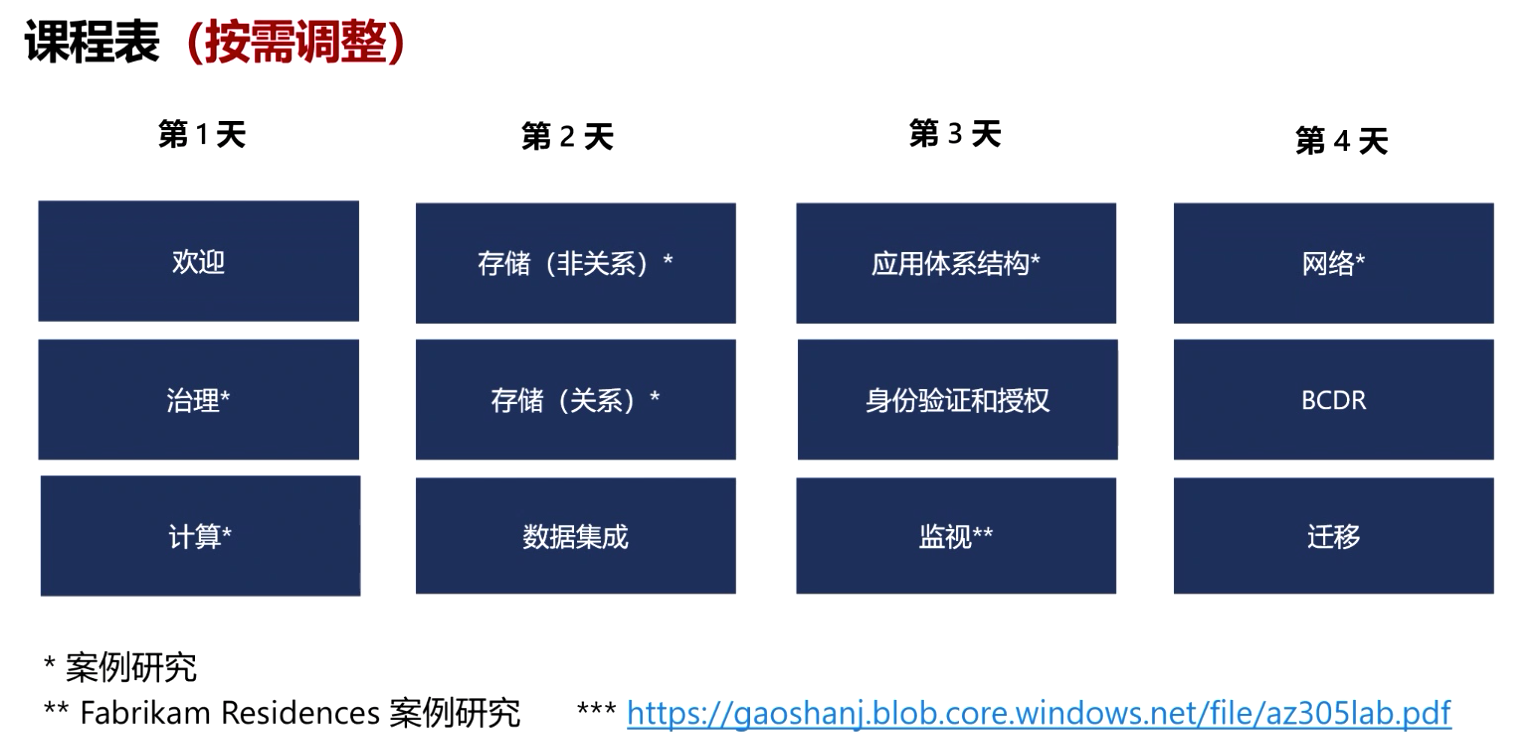 课程表（按需调整）
第 1 天
第 2 天
第 3 天
第 4 天
欢迎
存储（非关系）*
应用体系结构*
网络*
治理*
存储（关系）*
身份验证和授权
BCDR
计算*
数据集成
监视**
迁移
* 案例研究
** Fabrikam Residences 案例研究
*** https://gaoshanj.blob.core.windows.net/file/az305lab.pdf